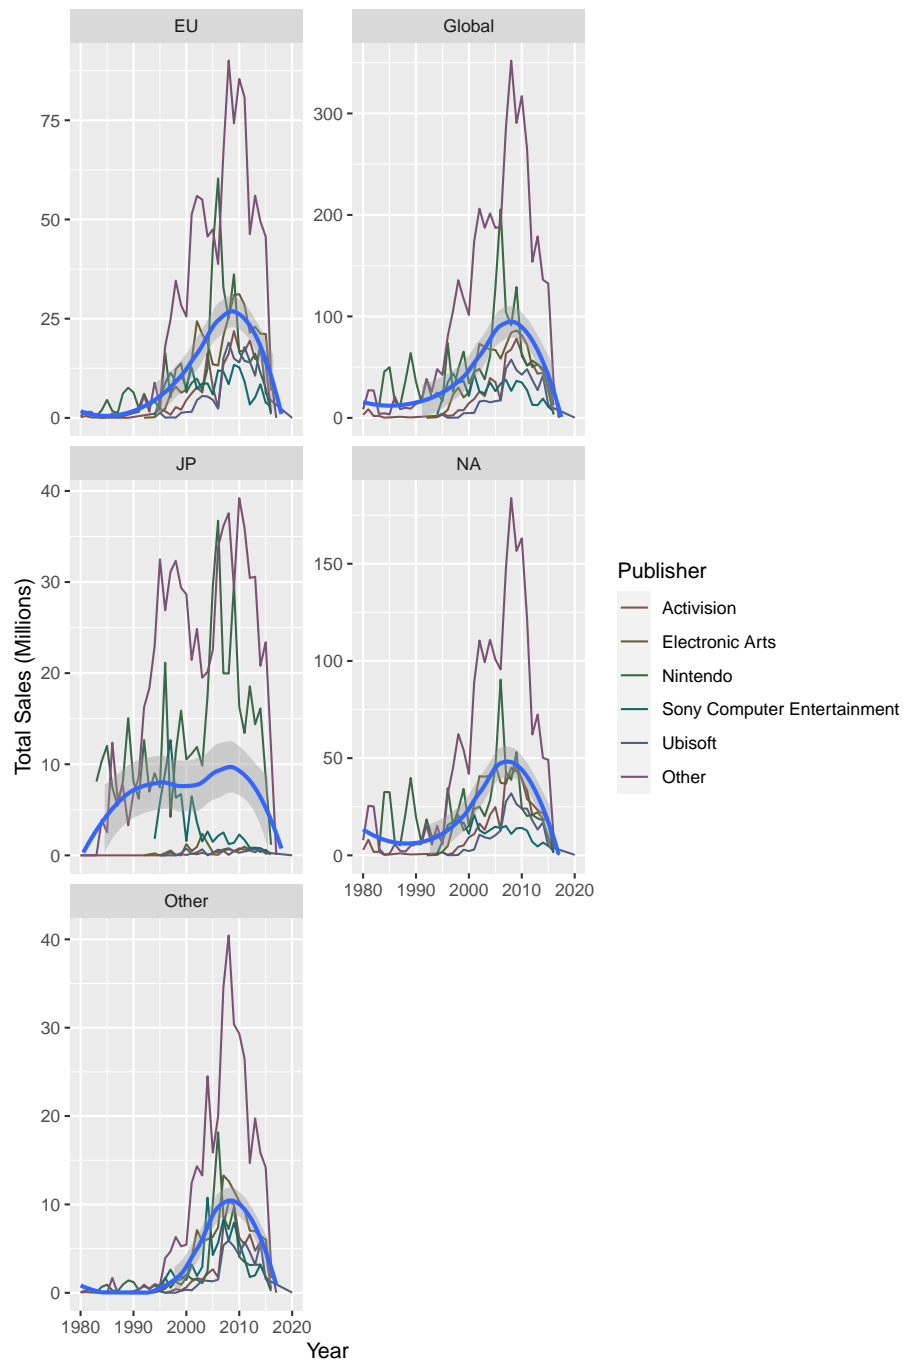 EU
Global
75
50
25
0
300
200
100
0
JP
NA
40
30
20
10
0
150
100
50
0
1980
1990
2000
2010
2020
Total Sales (Millions)
Publisher
Activision
Electronic Arts
Nintendo
Sony Computer Entertainment
Ubisoft
Other
Other
40
30
20
10
0
1980
1990
2000
2010
2020
Year